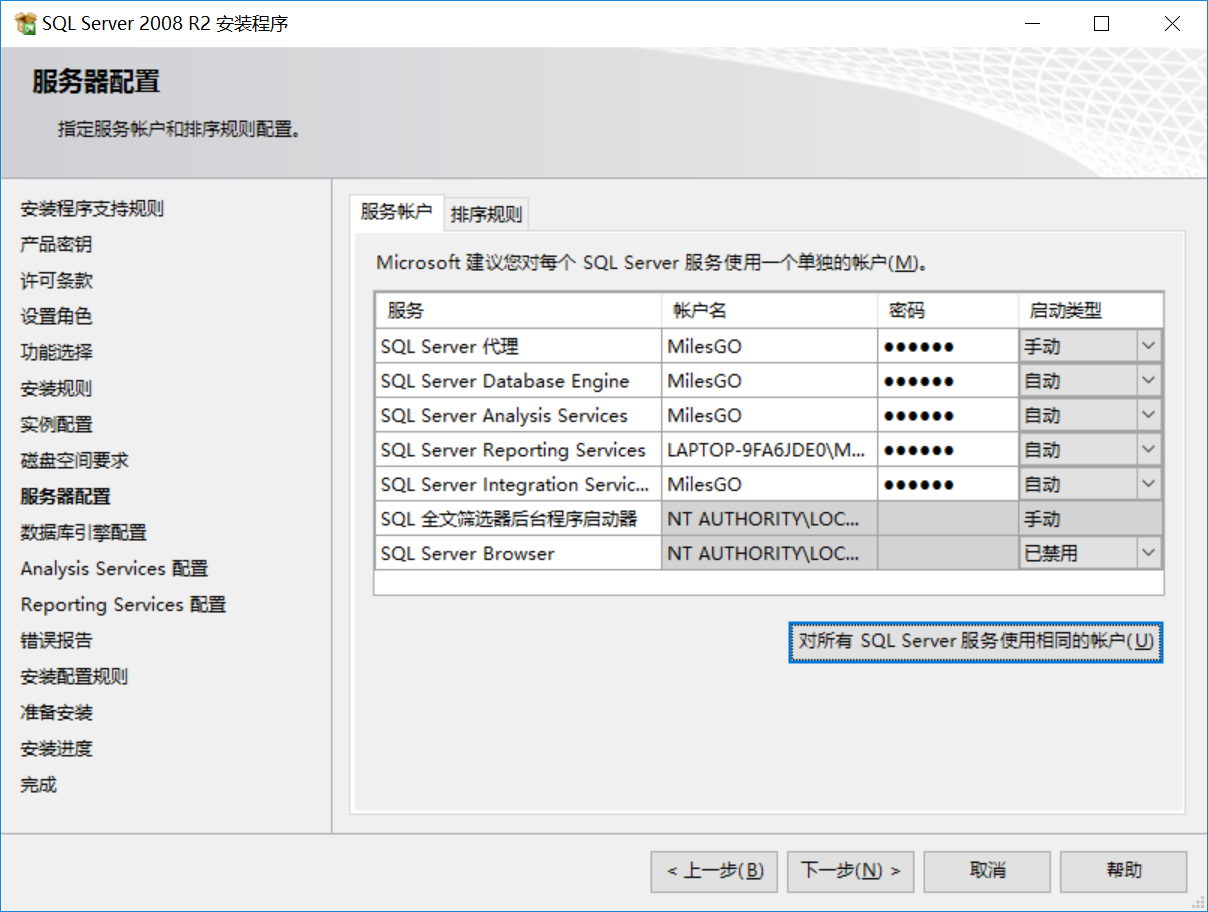 SQL Server 2008 R2 安装程序
服务器配置
指定服务帐户和排序规则配置。
安装程序支持规则
产品密钥
许可条款
设置角色
功能选择
安装规则
实例配置
磁盘空间要求
服务器配置
数据库引擎配置
Analysis Services 配置
Reporting Services 配置
错误报告
安装配置规则
准备安装
安装进度
完成
服务帐户 排序规则
Microsoft 建议您对每个 SQL Server 服务使用一个单独的帐户(M)。
服务 帐户名 密码 启动类型
SQL Server 代理 MilesGO ●●●●●● 手动
SQL Server Database Engine MilesGO ●●●●●● 自动
SQL Server Analysis Services MilesGO ●●●●●● 自动
SQL Server Reporting Services LAPTOP-9FA6JDE0\M... ●●●●●● 自动
SQL Server Integration Servic... MilesGO ●●●●●● 自动
SQL 全文筛选器后台程序启动器 NT AUTHORITY\LOC... 手动
SQL Server Browser NT AUTHORITY\LOC... 已禁用
对所有 SQL Server 服务使用相同的帐户(U)
< 上一步(B) 下一步(N) > 取消 帮助